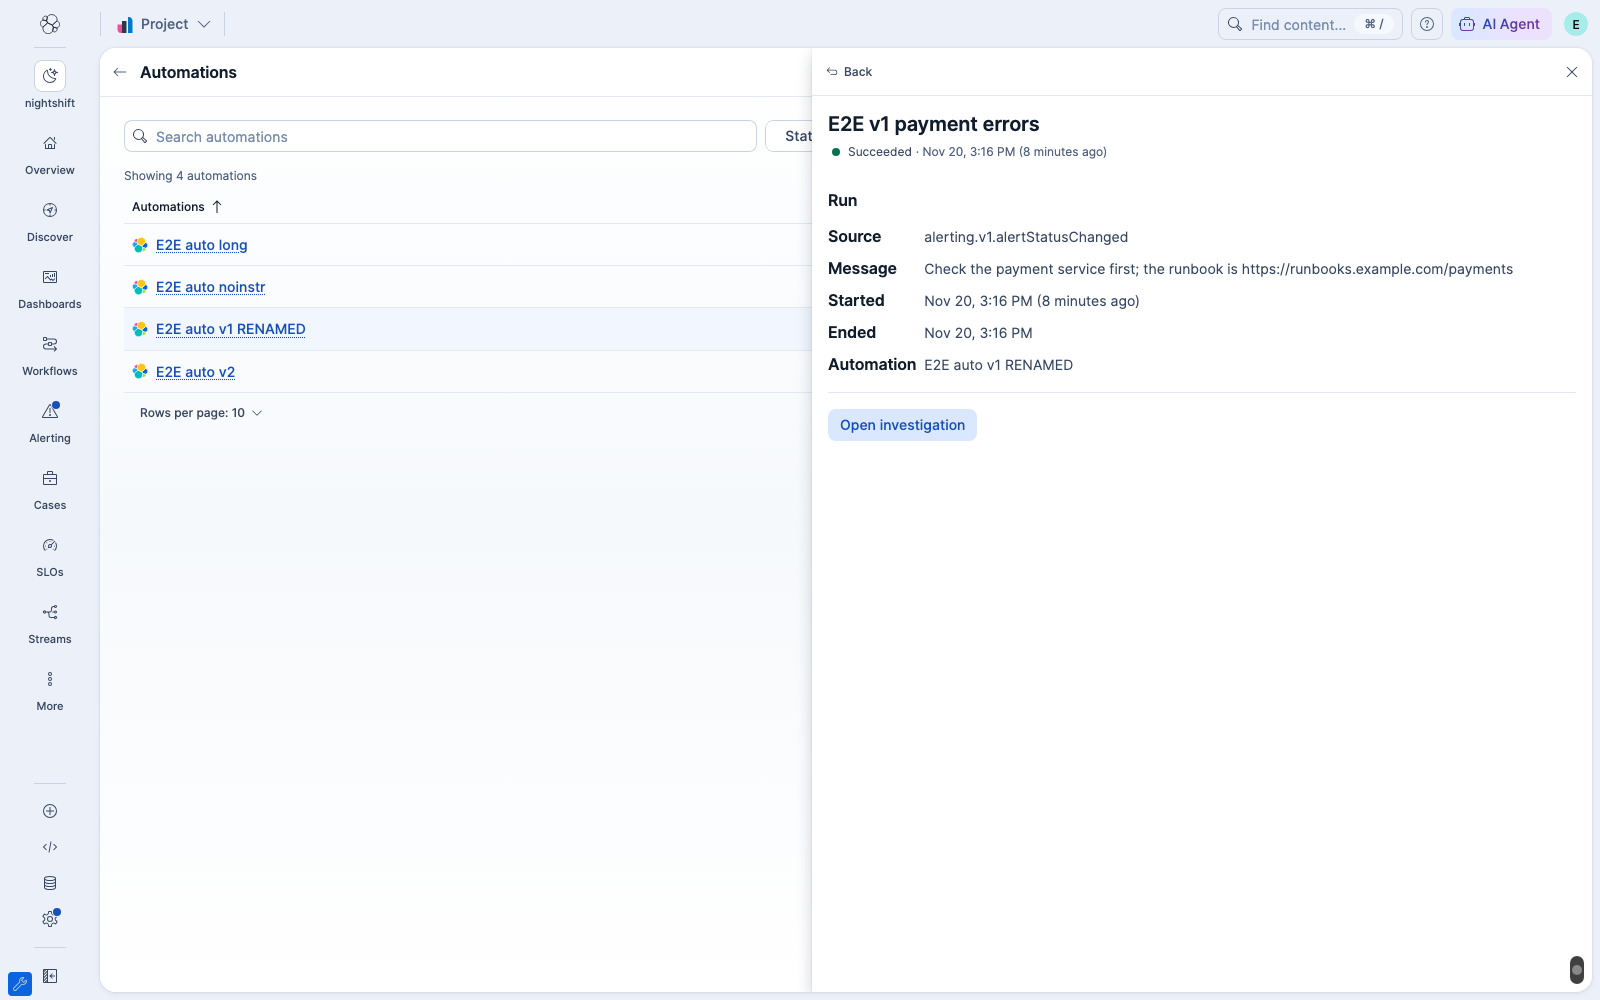 Project
Find content...
⌘ /
AI Agent
E
nightshift
Overview
Discover
Dashboards
Workflows
Alerting
Cases
SLOs
Streams
More
Automations
Search automations
Stat
Showing 4 automations
Automations
E2E auto long
E2E auto noinstr
E2E auto v1 RENAMED
E2E auto v2
Rows per page: 10
Back
E2E v1 payment errors
Succeeded · Nov 20, 3:16 PM (8 minutes ago)
Run
Source alerting.v1.alertStatusChanged
Message Check the payment service first; the runbook is https://runbooks.example.com/payments
Started Nov 20, 3:16 PM (8 minutes ago)
Ended Nov 20, 3:16 PM
Automation E2E auto v1 RENAMED
Open investigation